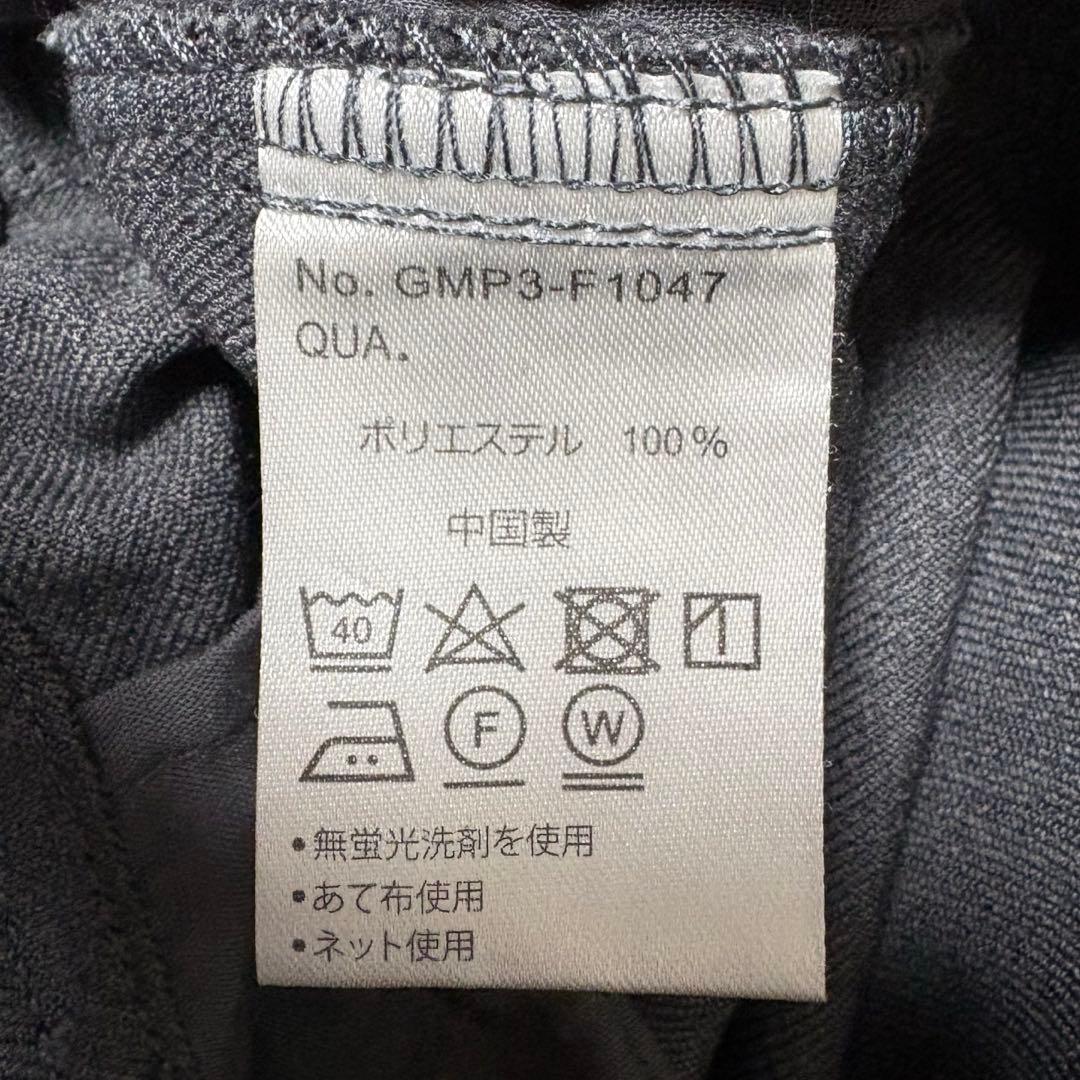 No. GMP3-F1047
QUA.
ポリエステル 100%
中国製
40
F W
•無蛍光洗剤を使用
•あて布使用
•ネット使用